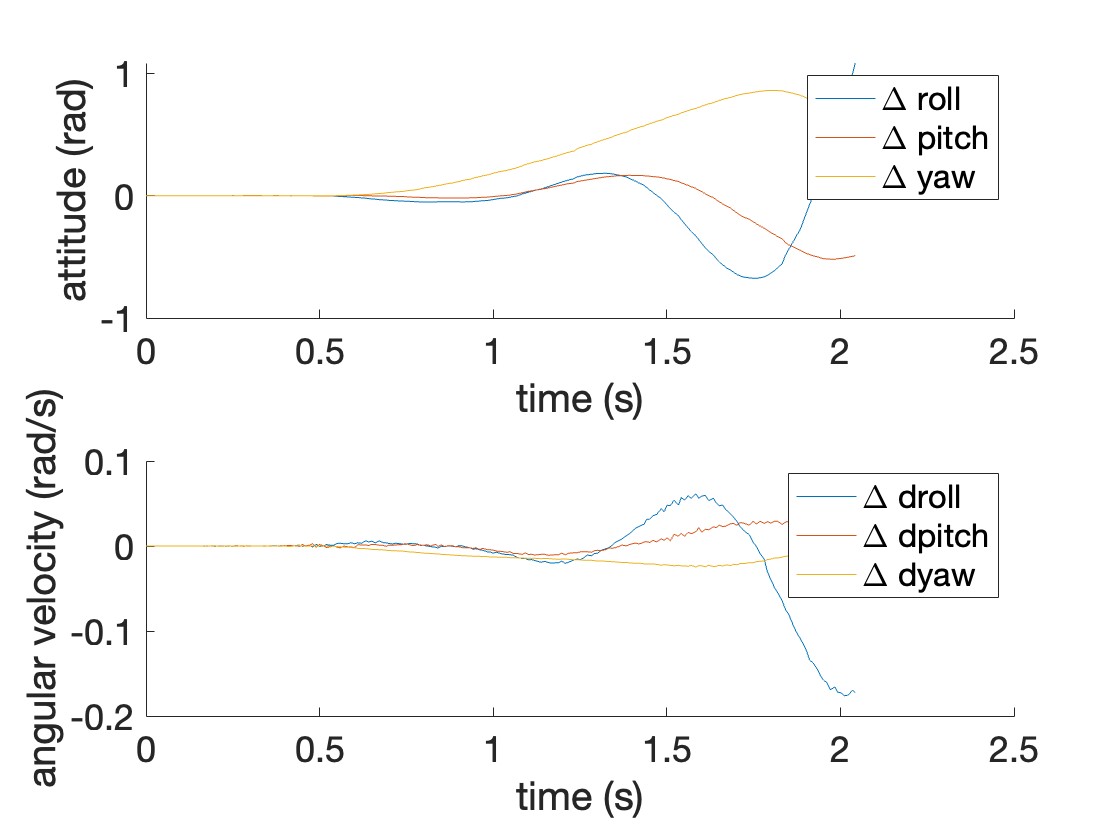 attitude (rad)
1
0
-1
0 0.5 1 1.5 2 2.5
time (s)
Δ roll
Δ pitch
Δ yaw
angular velocity (rad/s)
0.1
0
-0.1
-0.2
0 0.5 1 1.5 2 2.5
time (s)
Δ droll
Δ dpitch
Δ dyaw